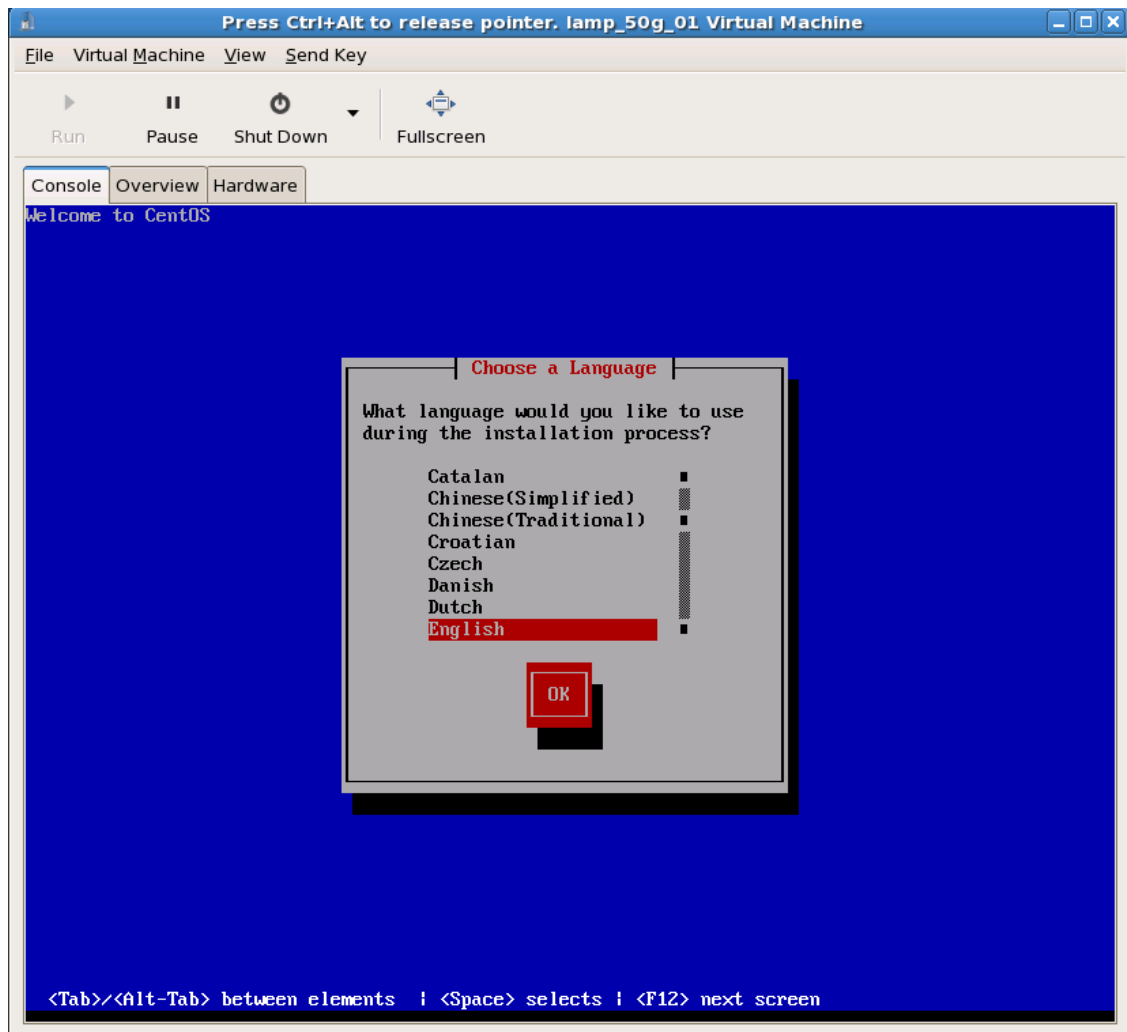 Press Ctrl+Alt to release pointer. lamp_50g_01 Virtual Machine
File Virtual Machine View Send Key
Run Pause Shut Down Fullscreen
Console Overview Hardware
Welcome to CentOS
Choose a Language
What language would you like to use
during the installation process?
Catalan
Chinese(Simplified)
Chinese(Traditional)
Croatian
Czech
Danish
Dutch
English
OK
<Tab>/<Alt-Tab> between elements | <Space> selects | <F12> next screen